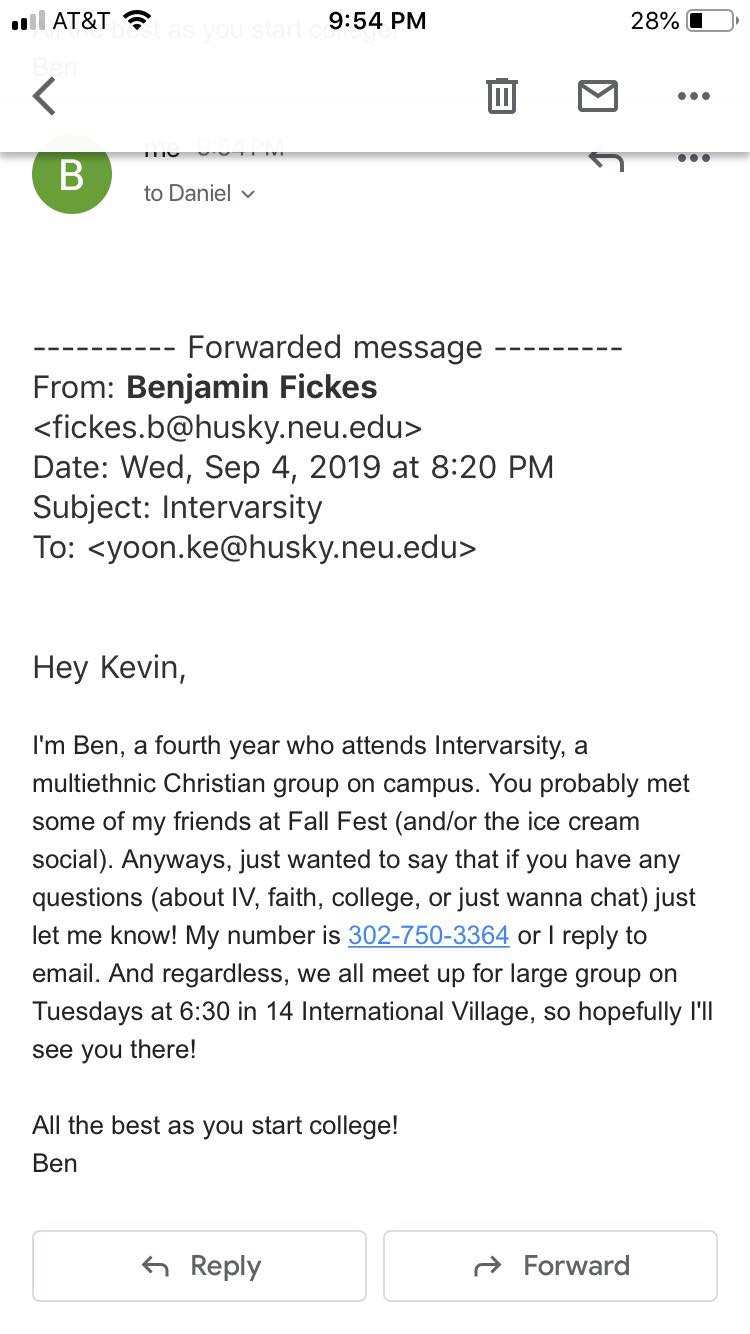 AT&T 9:54 PM 28%
All the best as you start college!
Ben
B me 9:54 PM
to Daniel
---------- Forwarded message ---------
From: Benjamin Fickes
<fickes.b@husky.neu.edu>
Date: Wed, Sep 4, 2019 at 8:20 PM
Subject: Intervarsity
To: <yoon.ke@husky.neu.edu>
Hey Kevin,
I'm Ben, a fourth year who attends Intervarsity, a
multiethnic Christian group on campus. You probably met
some of my friends at Fall Fest (and/or the ice cream
social). Anyways, just wanted to say that if you have any
questions (about IV, faith, college, or just wanna chat) just
let me know! My number is 302-750-3364 or I reply to
email. And regardless, we all meet up for large group on
Tuesdays at 6:30 in 14 International Village, so hopefully I'll
see you there!
All the best as you start college!
Ben
Reply Forward